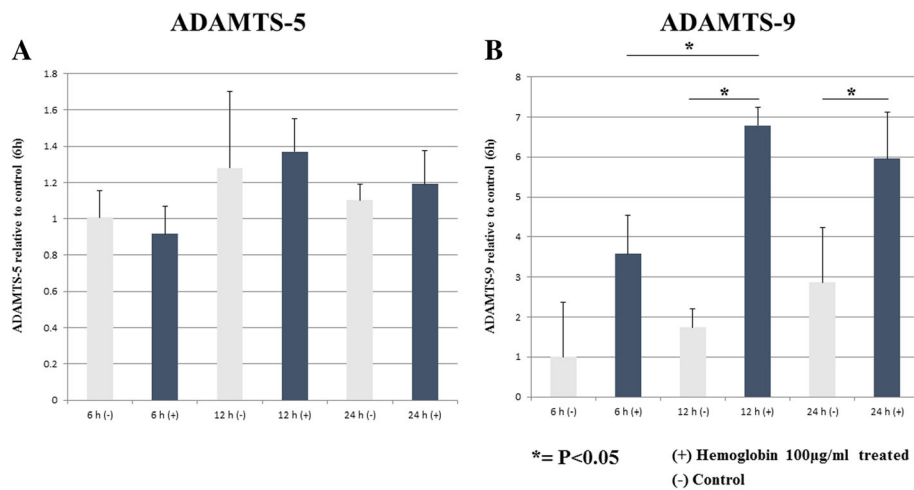 ADAMTS-5
A
ADAMTS-5 relative to control (6h)
1.8
1.6
1.4
1.2
1
0.8
0.6
0.4
0.2
0
6 h (-) 6 h (+) 12 h (-) 12 h (+) 24 h (-) 24 h (+)
ADAMTS-9
B
ADAMTS-9 relative to control (6h)
*
* *
8
7
6
5
4
3
2
1
0
6 h (-) 6 h (+) 12 h (-) 12 h (+) 24 h (-) 24 h (+)
*= P<0.05
(+) Hemoglobin 100µg/ml treated
(-) Control